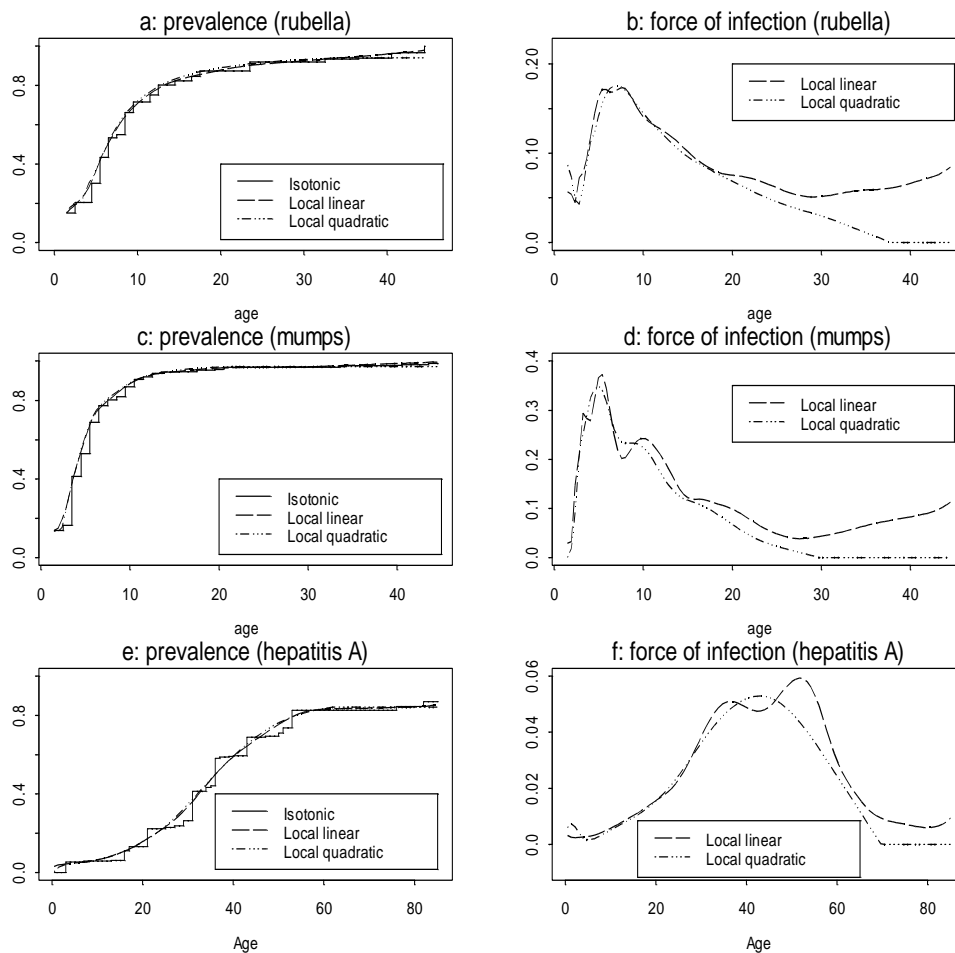 a: prevalence (rubella)
0.8
0.4
0.0
Isotonic
Local linear
Local quadratic
0 10 20 30 40
age
b: force of infection (rubella)
0.20
0.10
0.0
Local linear
Local quadratic
0 10 20 30 40
age
c: prevalence (mumps)
0.8
0.4
0.0
Isotonic
Local linear
Local quadratic
0 10 20 30 40
age
d: force of infection (mumps)
0.4
0.3
0.2
0.1
0.0
Local linear
Local quadratic
0 10 20 30 40
age
e: prevalence (hepatitis A)
0.8
0.4
0.0
Isotonic
Local linear
Local quadratic
0 20 40 60 80
Age
f: force of infection (hepatitis A)
0.06
0.04
0.02
0.0
Local linear
Local quadratic
0 20 40 60 80
Age